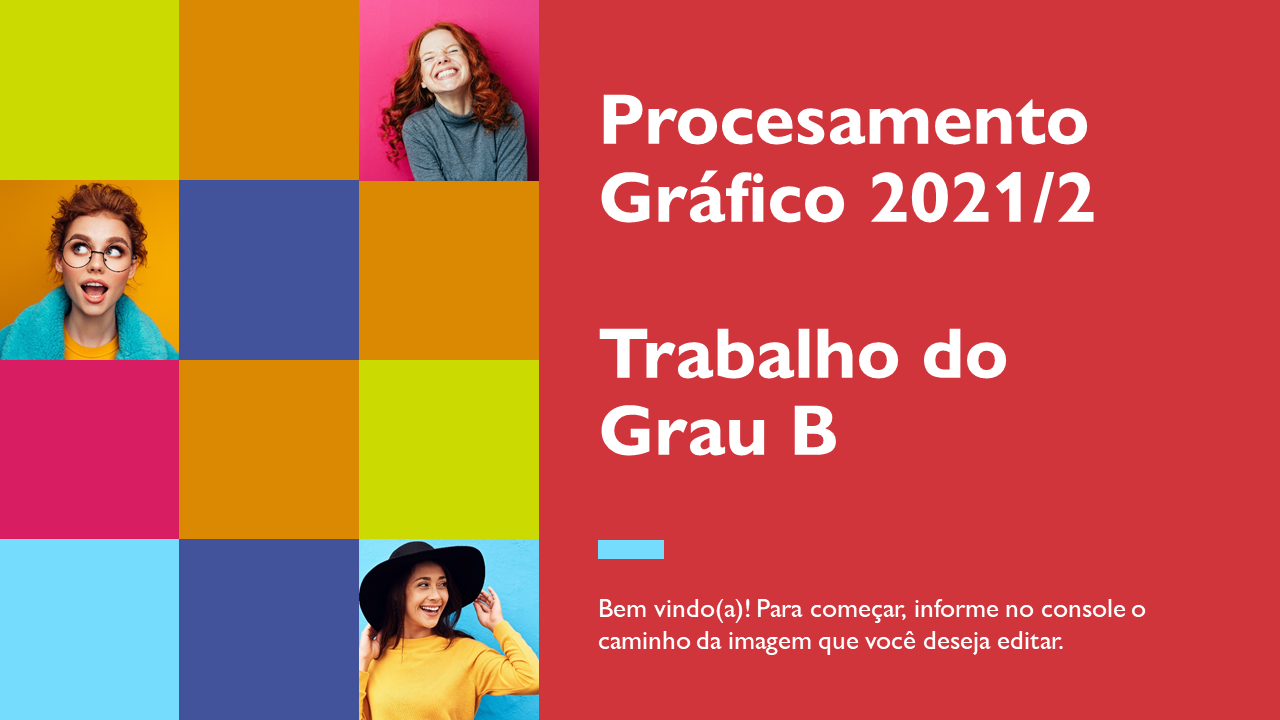 Procesamento
Gráfico 2021/2
Trabalho do
Grau B
Bem vindo(a)! Para começar, informe no console o
caminho da imagem que você deseja editar.